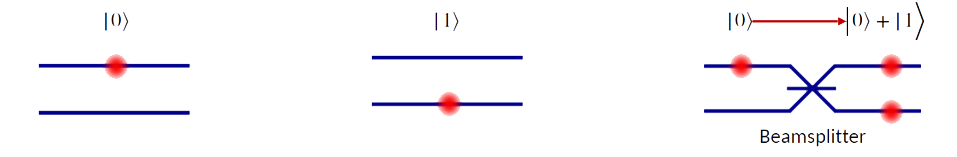 |0⟩
|1⟩
|0⟩ → |0⟩ + |1⟩
Beamsplitter